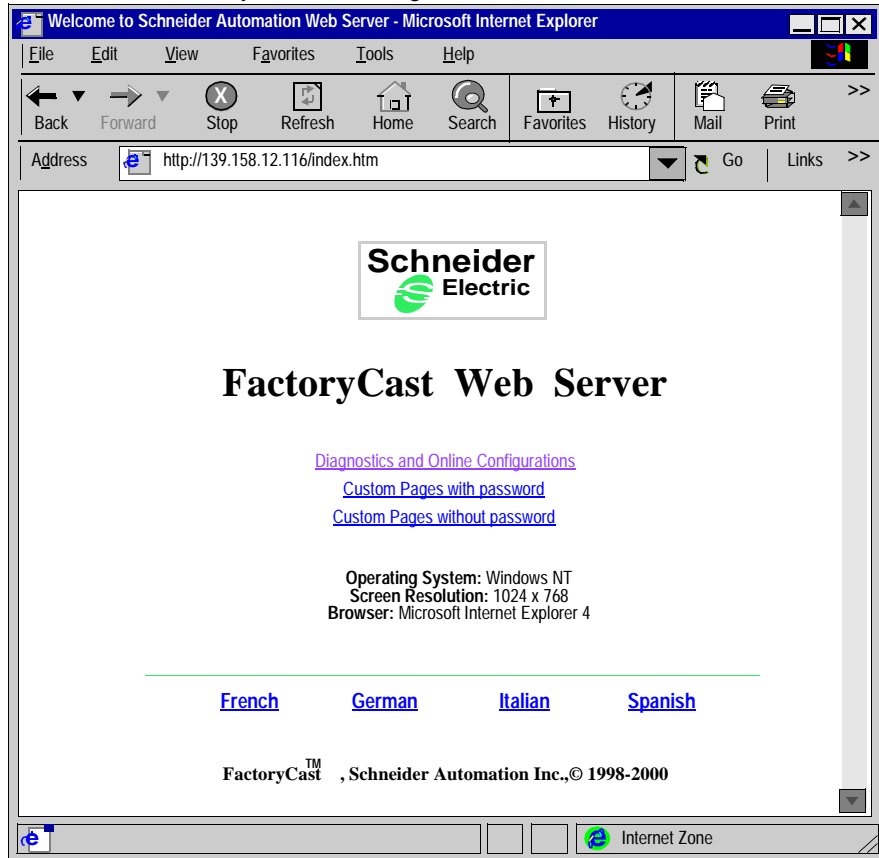 Welcome to Schneider Automation Web Server - Microsoft Internet Explorer
File Edit View Favorites Tools Help
Back Forward Stop Refresh Home Search Favorites History Mail Print >>
Address http://139.158.12.116/index.htm Go Links >>
Schneider
Electric
FactoryCast Web Server
Diagnostics and Online Configurations
Custom Pages with password
Custom Pages without password
Operating System: Windows NT
Screen Resolution: 1024 x 768
Browser: Microsoft Internet Explorer 4
French German Italian Spanish
FactoryCast TM , Schneider Automation Inc.,© 1998-2000
Internet Zone